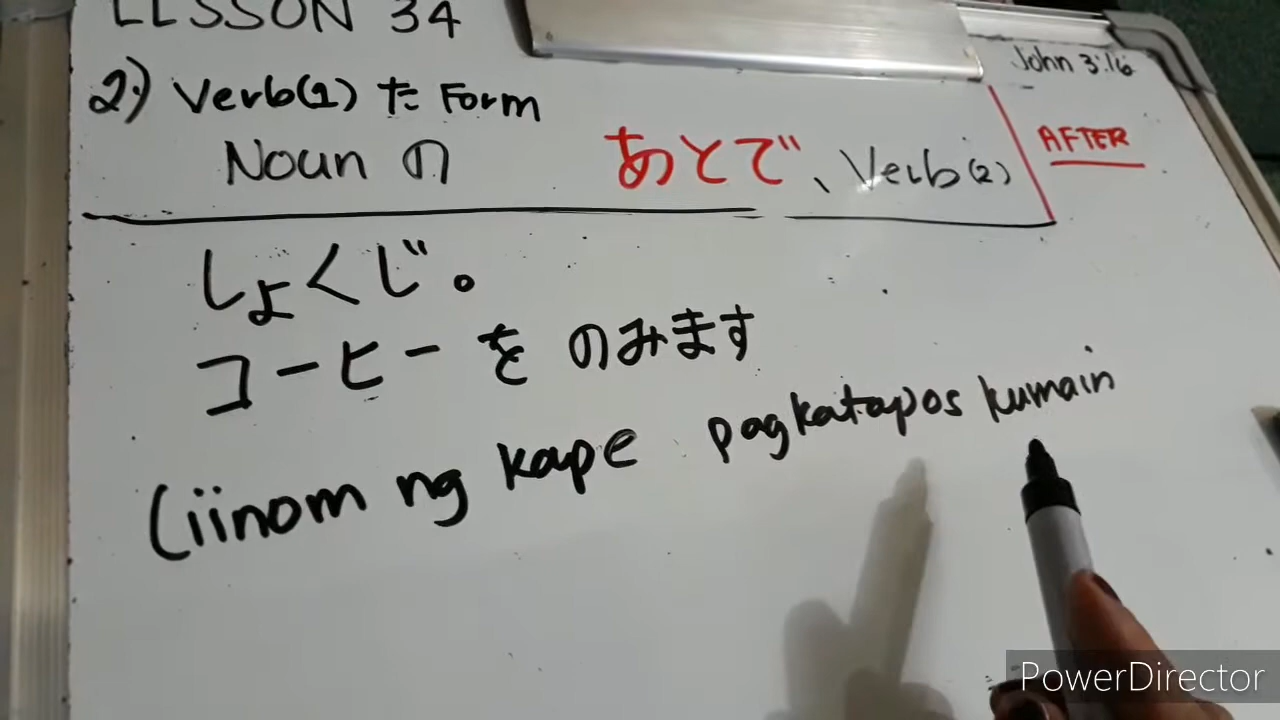 LESSON 34
John 3:16
2.) Verb(1) た Form
Noun の あとで、Verb(2)
AFTER
しょくじ。
コーヒーを のみます
(iinom ng kape pagkatapos kumain
PowerDirector